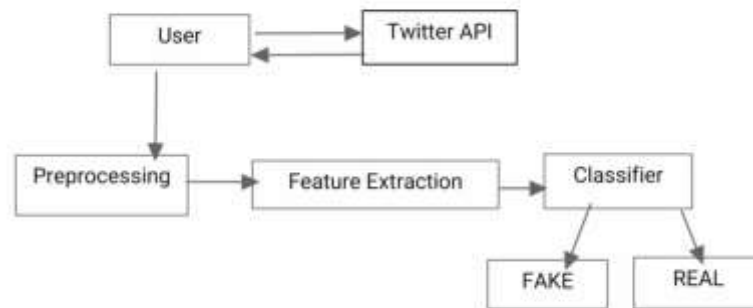 User
Twitter API
Preprocessing
Feature Extraction
Classifier
FAKE
REAL